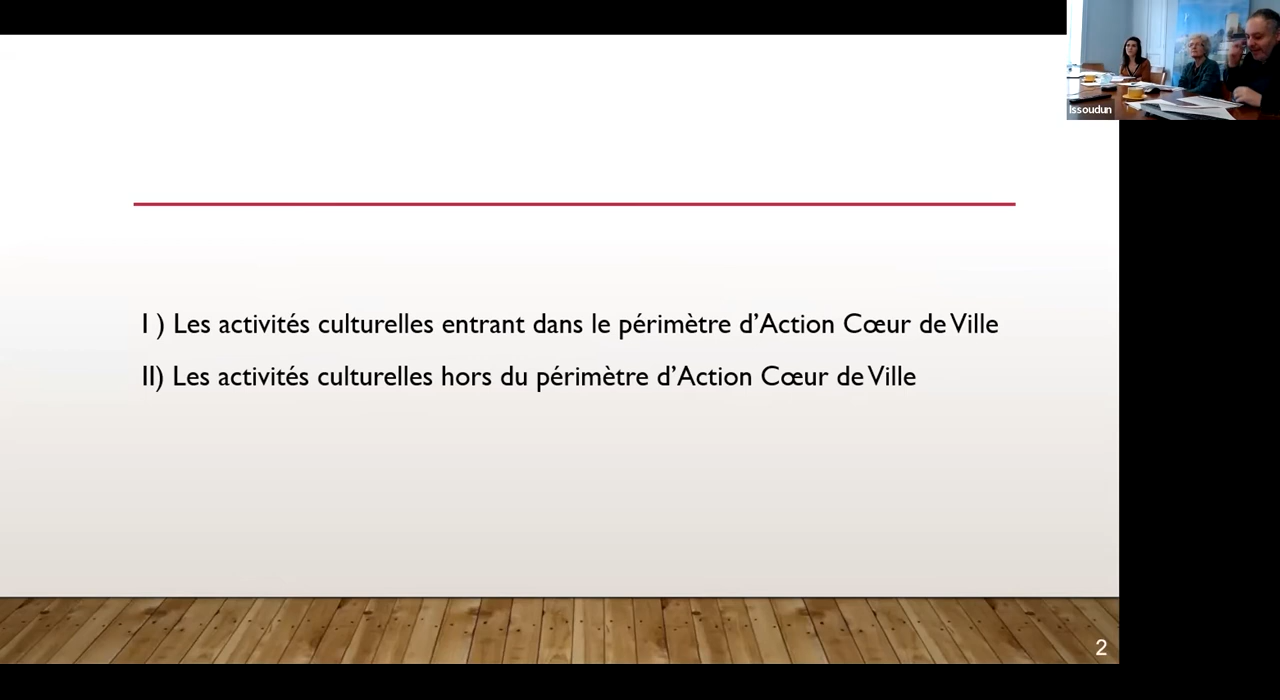 Issoudun
I ) Les activités culturelles entrant dans le périmètre d’Action Cœur de Ville
II) Les activités culturelles hors du périmètre d’Action Cœur de Ville
2